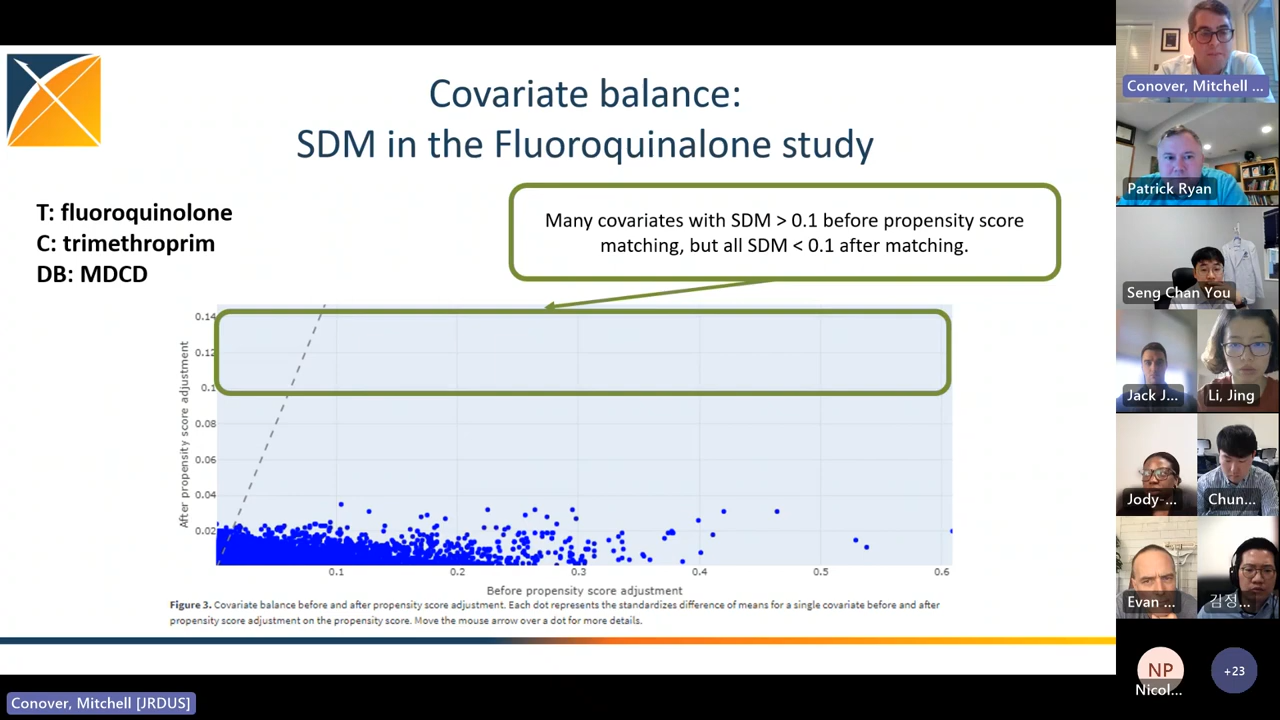 Covariate balance:
SDM in the Fluoroquinalone study
T: fluoroquinolone
C: trimethroprim
DB: MDCD
Many covariates with SDM > 0.1 before propensity score
matching, but all SDM < 0.1 after matching.
After propensity score adjustment
0.14
0.12
0.1
0.08
0.06
0.04
0.02
0.1 0.2 0.3 0.4 0.5 0.6
Before propensity adjustment
Figure 3. Covariate balance before and after propensity score adjustment. Each dot represents the standardizes difference of means for a single covariate before and after
propensity score adjustment on the propensity score. Move the mouse arrow over a dot for more details.
Conover, Mitchell [JRDUS]
Conover, Mitchell ...
Patrick Ryan
Seng Chan You
Jack J...
Li, Jing
Jody-...
Chun...
Evan ...
김정...
NP
Nicol...
+23